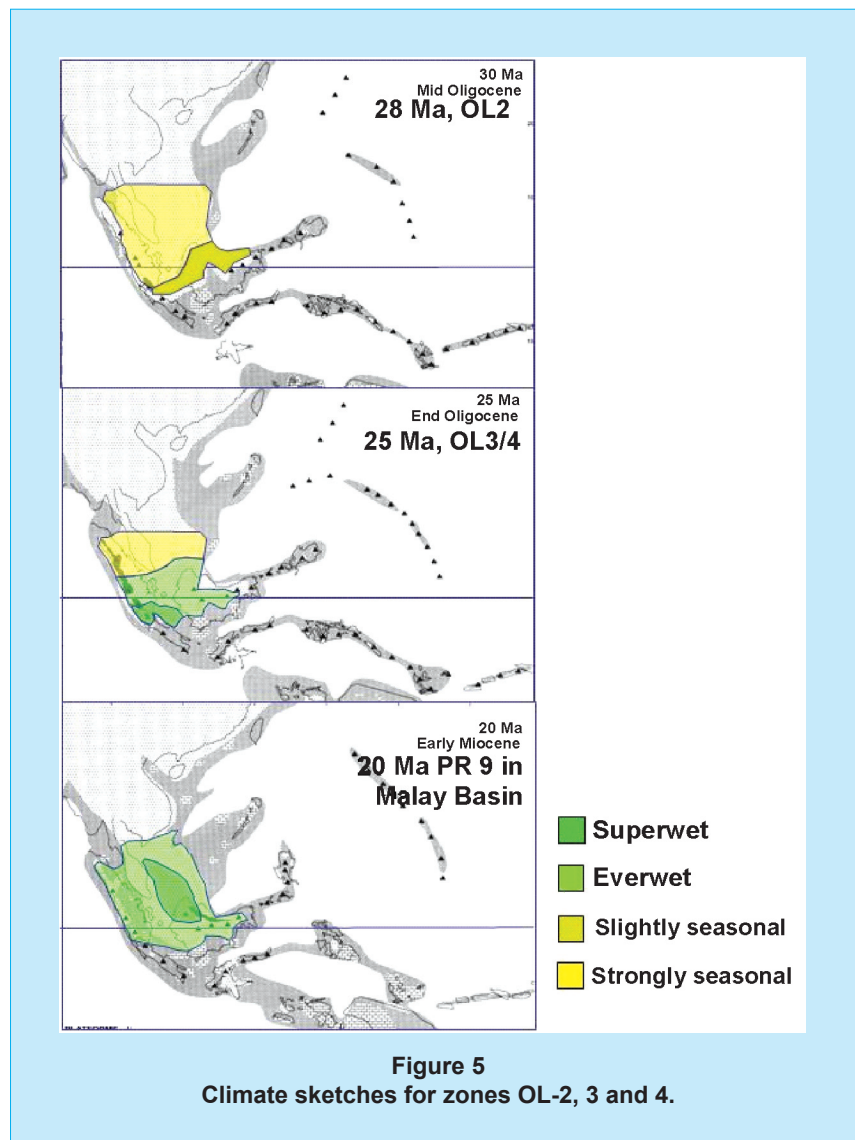 30 Ma
Mid Oligocene
28 Ma, OL2
25 Ma
End Oligocene
25 Ma, OL3/4
20 Ma
Early Miocene
20 Ma PR 9 in
Malay Basin
Superwet
Everwet
Slightly seasonal
Strongly seasonal
Figure 5
Climate sketches for zones OL-2, 3 and 4.